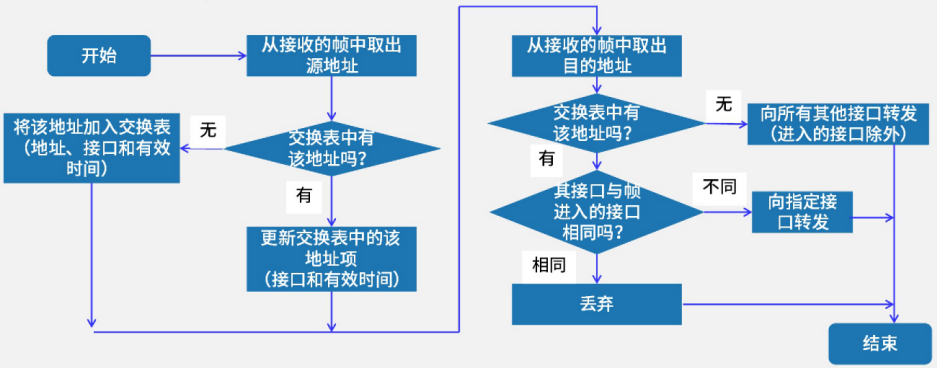 开始
从接收的帧中取出
源地址
交换表中有
该地址吗？
无
将该地址加入交换表
（地址、接口和有效
时间）
有
更新交换表中的该
地址项
（接口和有效时间）
从接收的帧中取出
目的地址
交换表中有
该地址吗？
无
向所有其他接口转发
（进入的接口除外）
有
其接口与帧
进入的接口
相同吗？
不同
向指定接
口转发
相同
丢弃
结束